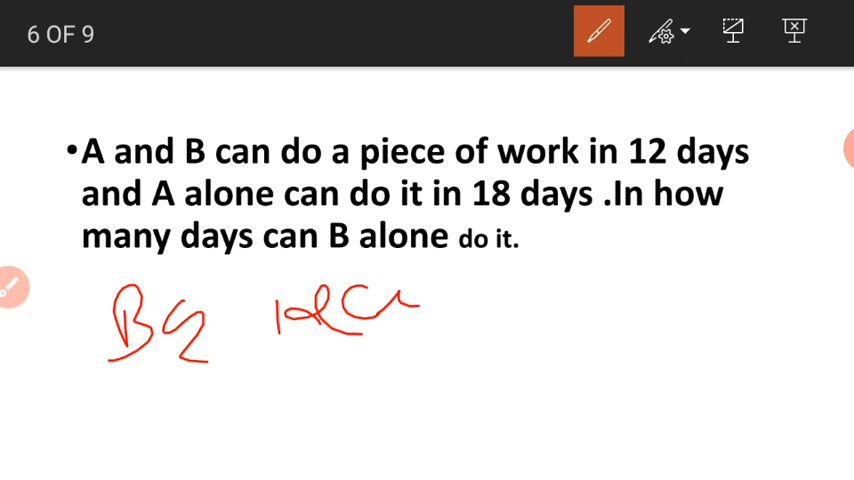 6 OF 9
•A and B can do a piece of work in 12 days
and A alone can do it in 18 days .In how
many days can B alone do it.